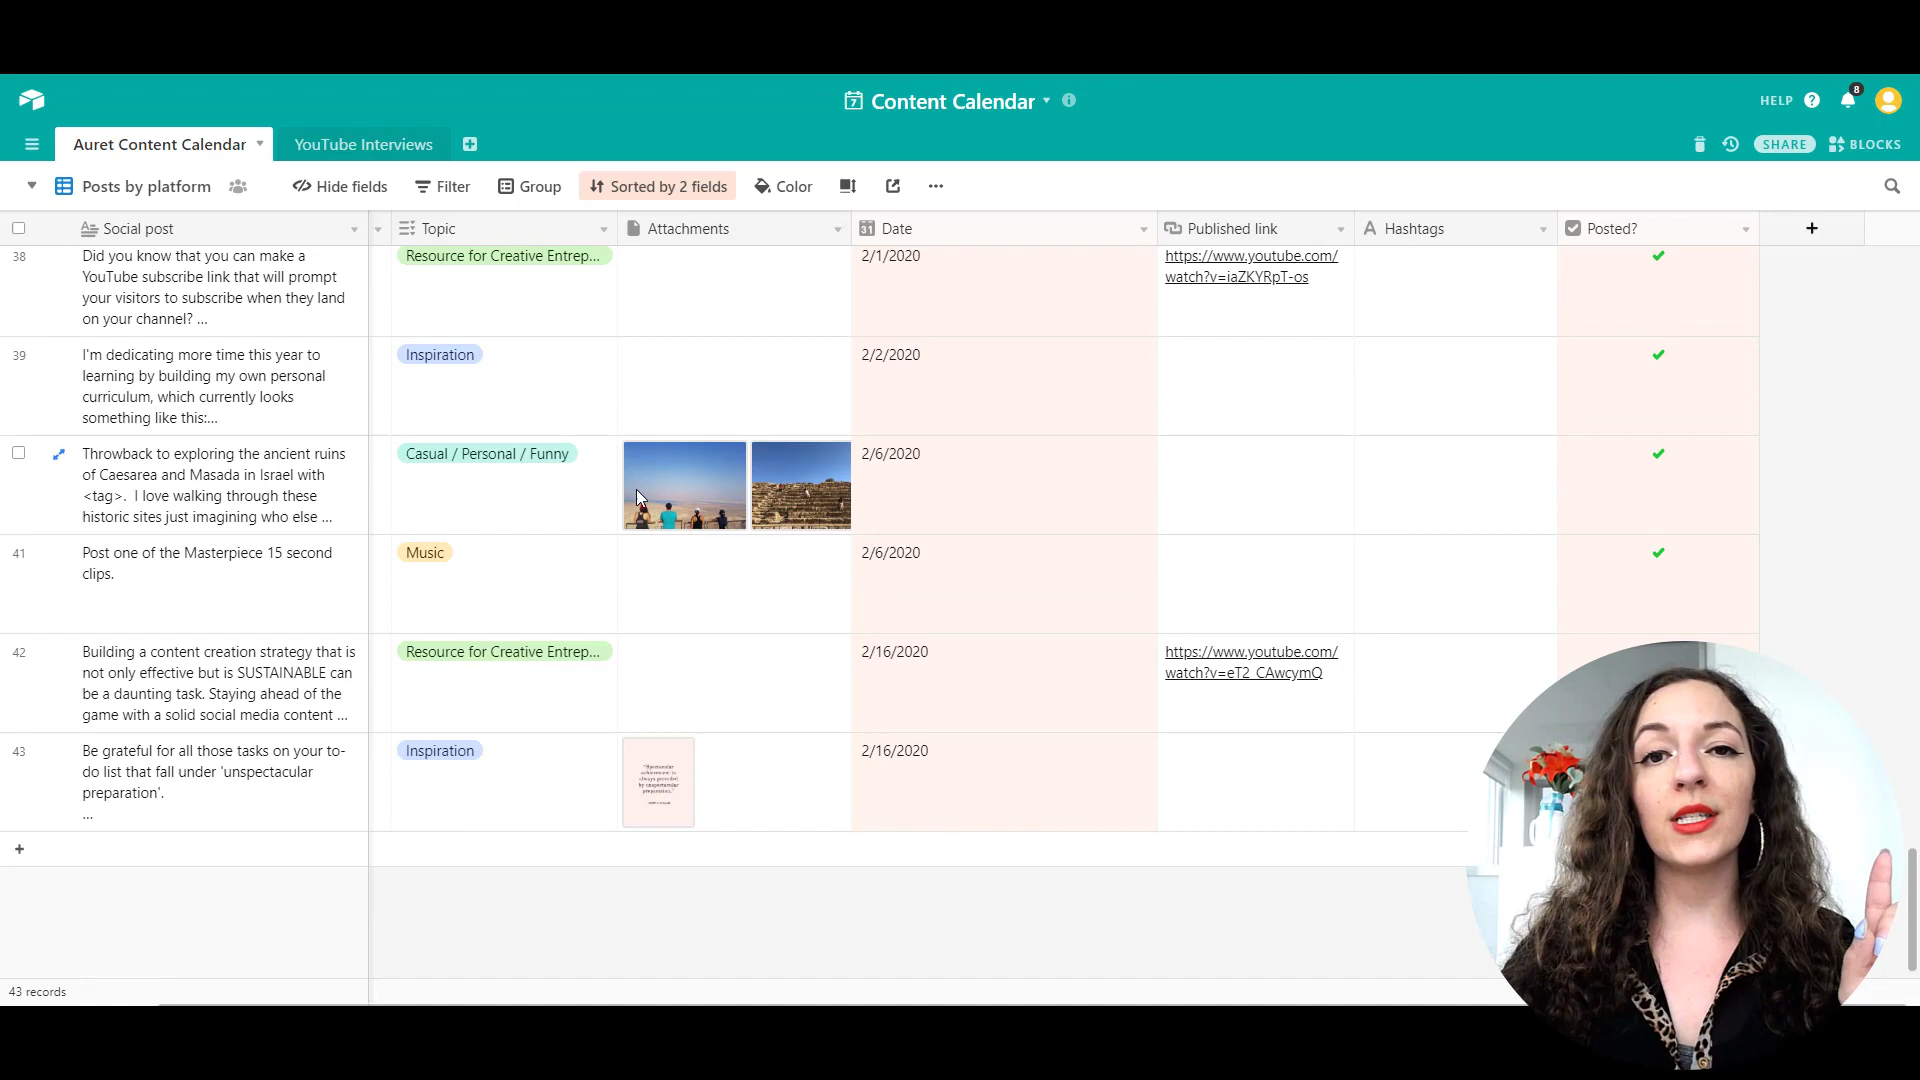 Content Calendar
HELP
8
Auret Content Calendar
YouTube Interviews
SHARE
BLOCKS
Posts by platform
Hide fields
Filter
Group
Sorted by 2 fields
Color
Social post
Topic
Attachments
31
Date
Published link
Hashtags
Posted?
38
Did you know that you can make a
YouTube subscribe link that will prompt
your visitors to subscribe when they land
on your channel? ...
Resource for Creative Entrep...
2/1/2020
https://www.youtube.com/
watch?v=iaZKYRpT-os
39
I'm dedicating more time this year to
learning by building my own personal
curriculum, which currently looks
something like this:...
Inspiration
2/2/2020
Throwback to exploring the ancient ruins
of Caesarea and Masada in Israel with
<tag>.  I love walking through these
historic sites just imagining who else ...
Casual / Personal / Funny
2/6/2020
41
Post one of the Masterpiece 15 second
clips.
Music
2/6/2020
42
Building a content creation strategy that is
not only effective but is SUSTAINABLE can
be a daunting task. Staying ahead of the
game with a solid social media content ...
Resource for Creative Entrep...
2/16/2020
https://www.youtube.com/
watch?v=eT2_CAwcymQ
43
Be grateful for all those tasks on your to-
do list that fall under 'unspectacular
preparation'.
...
Inspiration
"Spectacular
achievement is
always preceded
by unspectacular
preparation."
2/16/2020
43 records